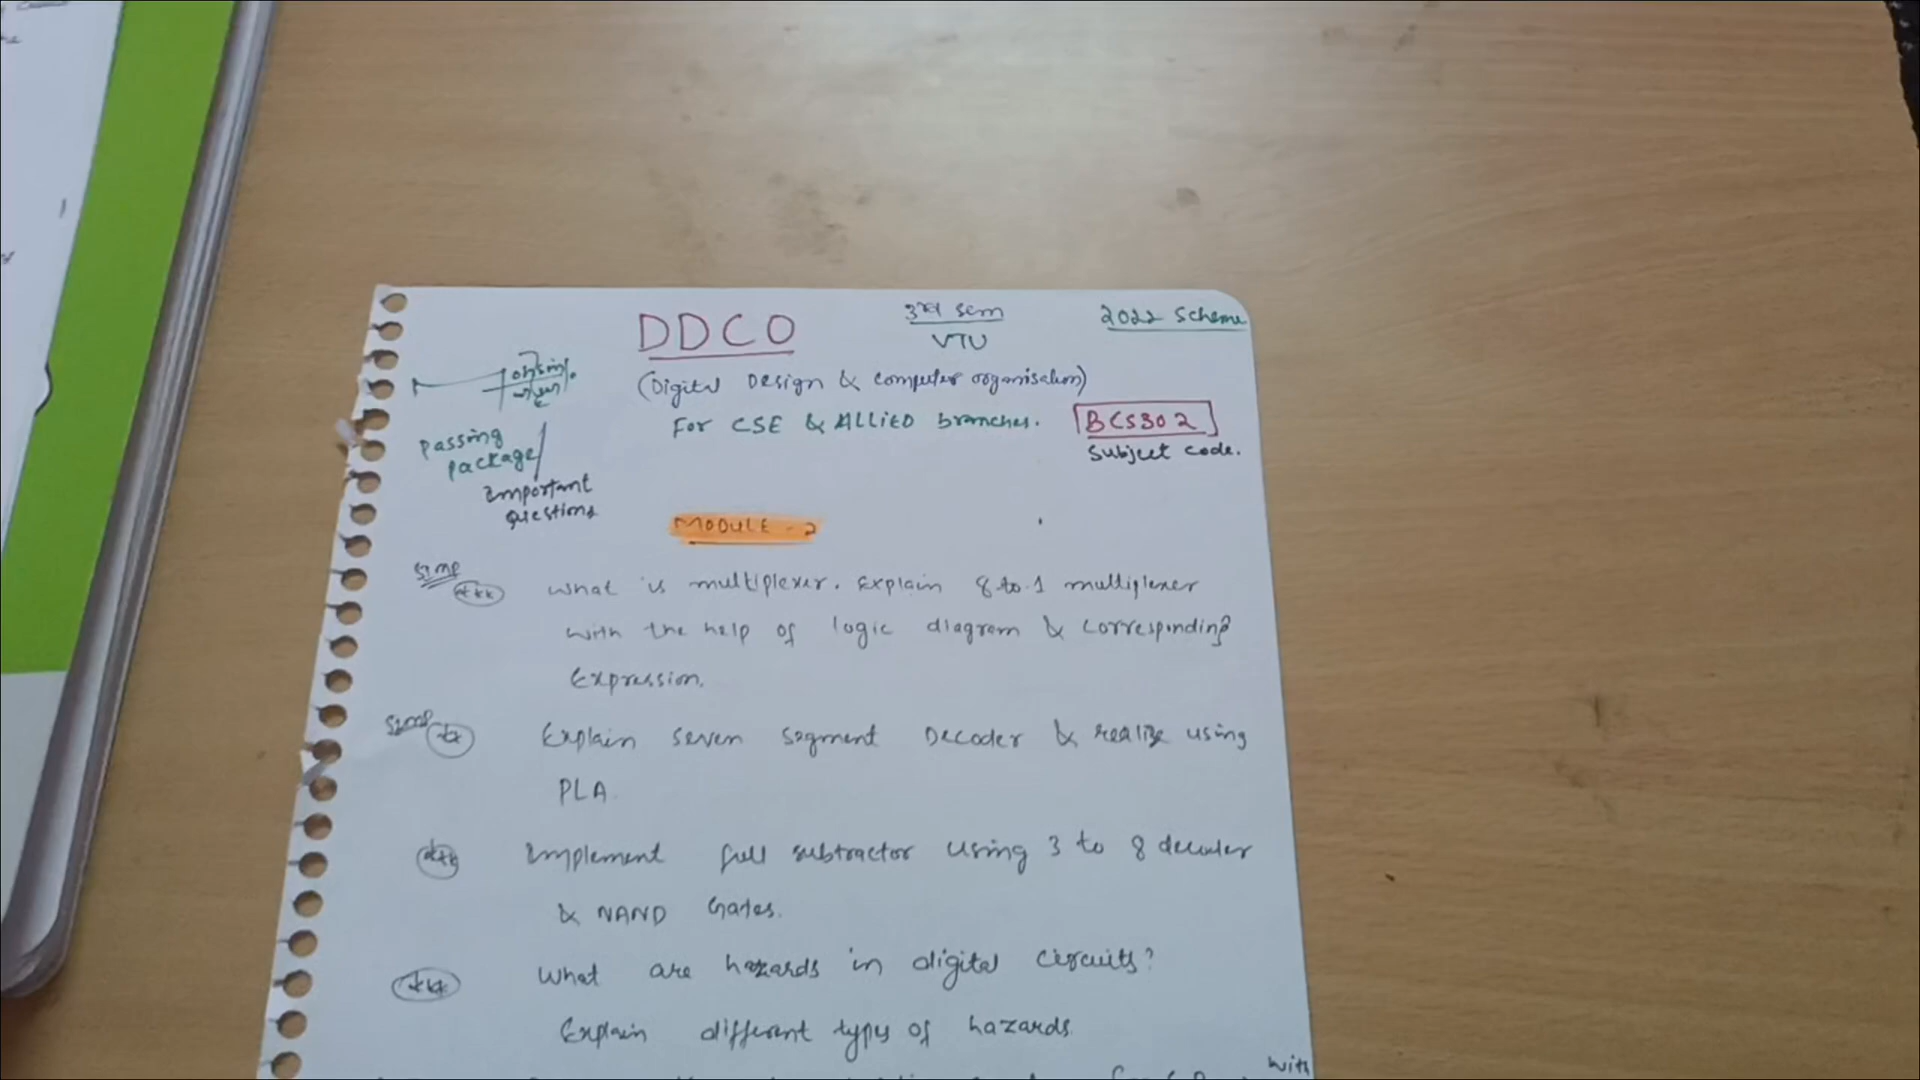 DDCO
3rd sem
VTU
2022 Scheme
(Digital Design & computer organisation)
For CSE & ALLIED branches.
BCS302
Subject code.
passing
package
Important
questions
MODULE - 2
SIMP
*** What is multiplexer. Explain 8 to 1 multiplexer
with the help of logic diagram & corresponding
Expression.
SIMP
** Explain seven segment Decoder & realize using
PLA.
*** Implement full subtractor using 3 to 8 decoder
& NAND Gates.
*** What are hazards in digital circuits?
Explain different types of hazards
with